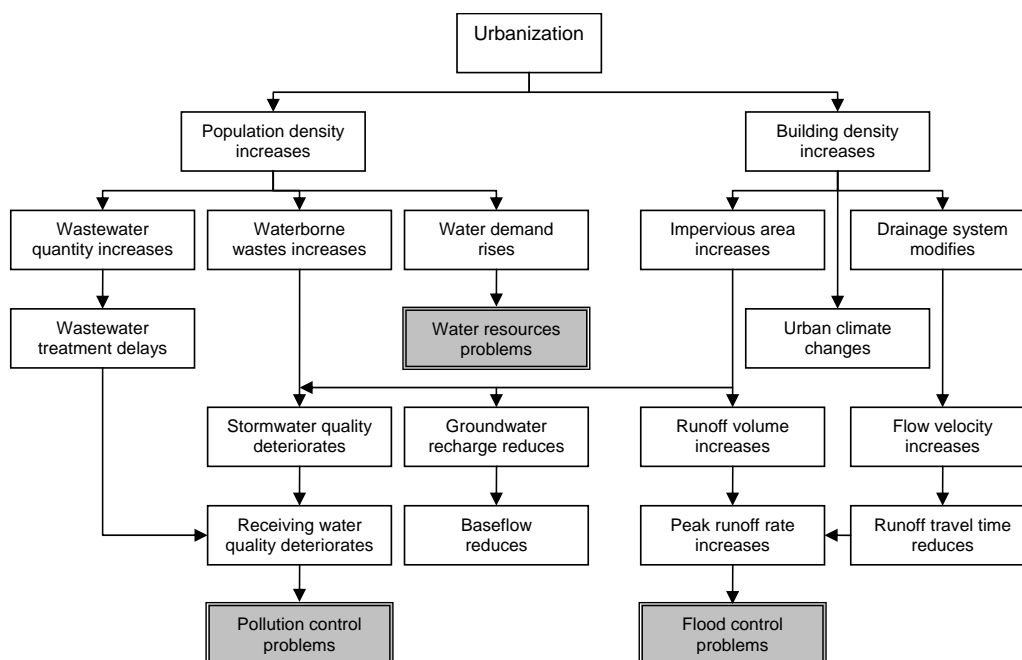 Urbanization
Population density
increases
Building density
increases
Wastewater
quantity increases
Waterborne
wastes increases
Water demand
rises
Impervious area
increases
Drainage system
modifies
Wastewater
treatment delays
Water resources
problems
Urban climate
changes
Stormwater quality
deteriorates
Groundwater
recharge reduces
Runoff volume
increases
Flow velocity
increases
Receiving water
quality deteriorates
Baseflow
reduces
Peak runoff rate
increases
Runoff travel time
reduces
Pollution control
problems
Flood control
problems